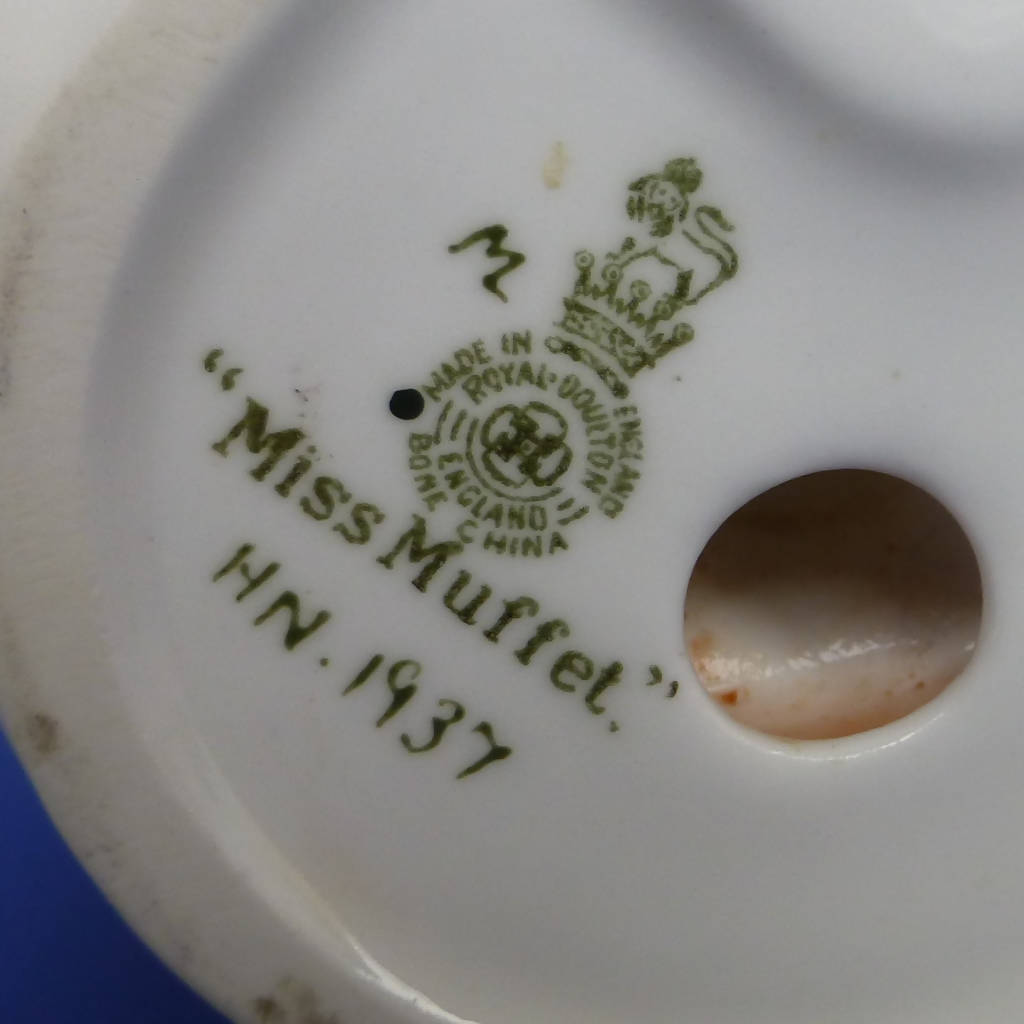 M
MADE IN ENGLAND
ROYAL·DOULTON
ENGLAND
BONE CHINA
"Miss Muffet."
HN. 1937